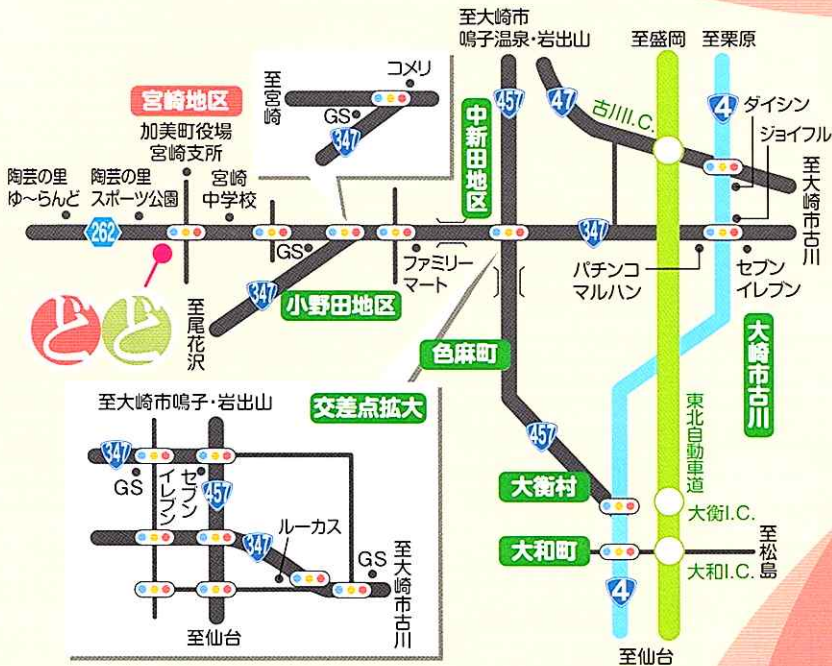 至大崎市
鳴子温泉・岩出山
至盛岡
至栗原
457
47
4
古川I.C.
ダイシン
ジョイフル
至大崎市古川
コメリ
至宮崎
GS
347
宮崎地区
加美町役場
宮崎支所
中新田地区
陶芸の里
ゆ〜らんど
陶芸の里
スポーツ公園
宮崎
中学校
262
GS
ファミリー
マート
347
パチンコ
マルハン
セブン
イレブン
どど
至尾花沢
347
小野田地区
色麻町
大崎市古川
東北自動車道
457
大衡村
大衡I.C.
大和町
大和I.C.
至松島
4
至仙台
交差点拡大
至大崎市鳴子・岩出山
347
GS
セブン
イレブン
457
ルーカス
347
GS
至大崎市古川
至仙台